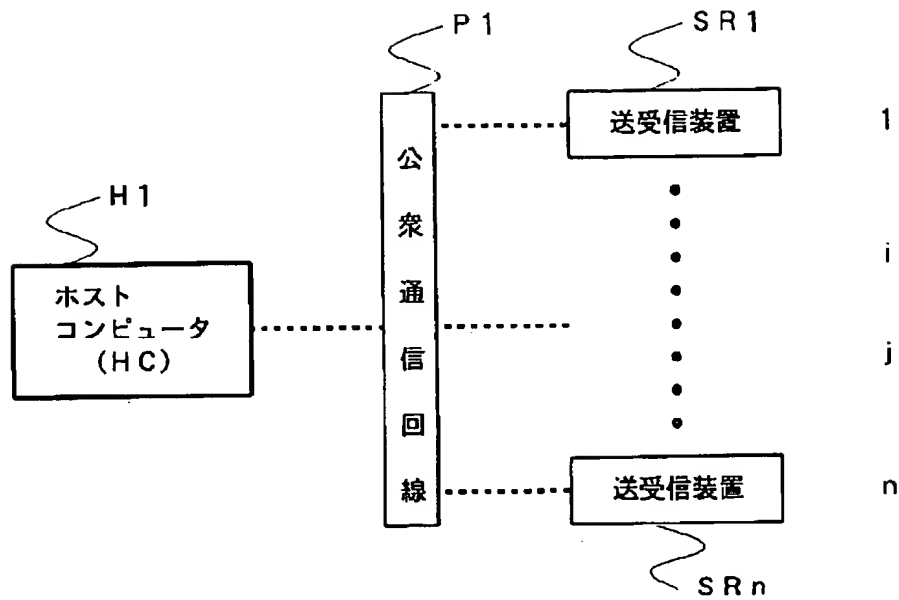 P1
SR1
送受信装置
1
H1
公衆通信回線
i
ホスト
コンピュータ
(HC)
j
送受信装置
n
SRn